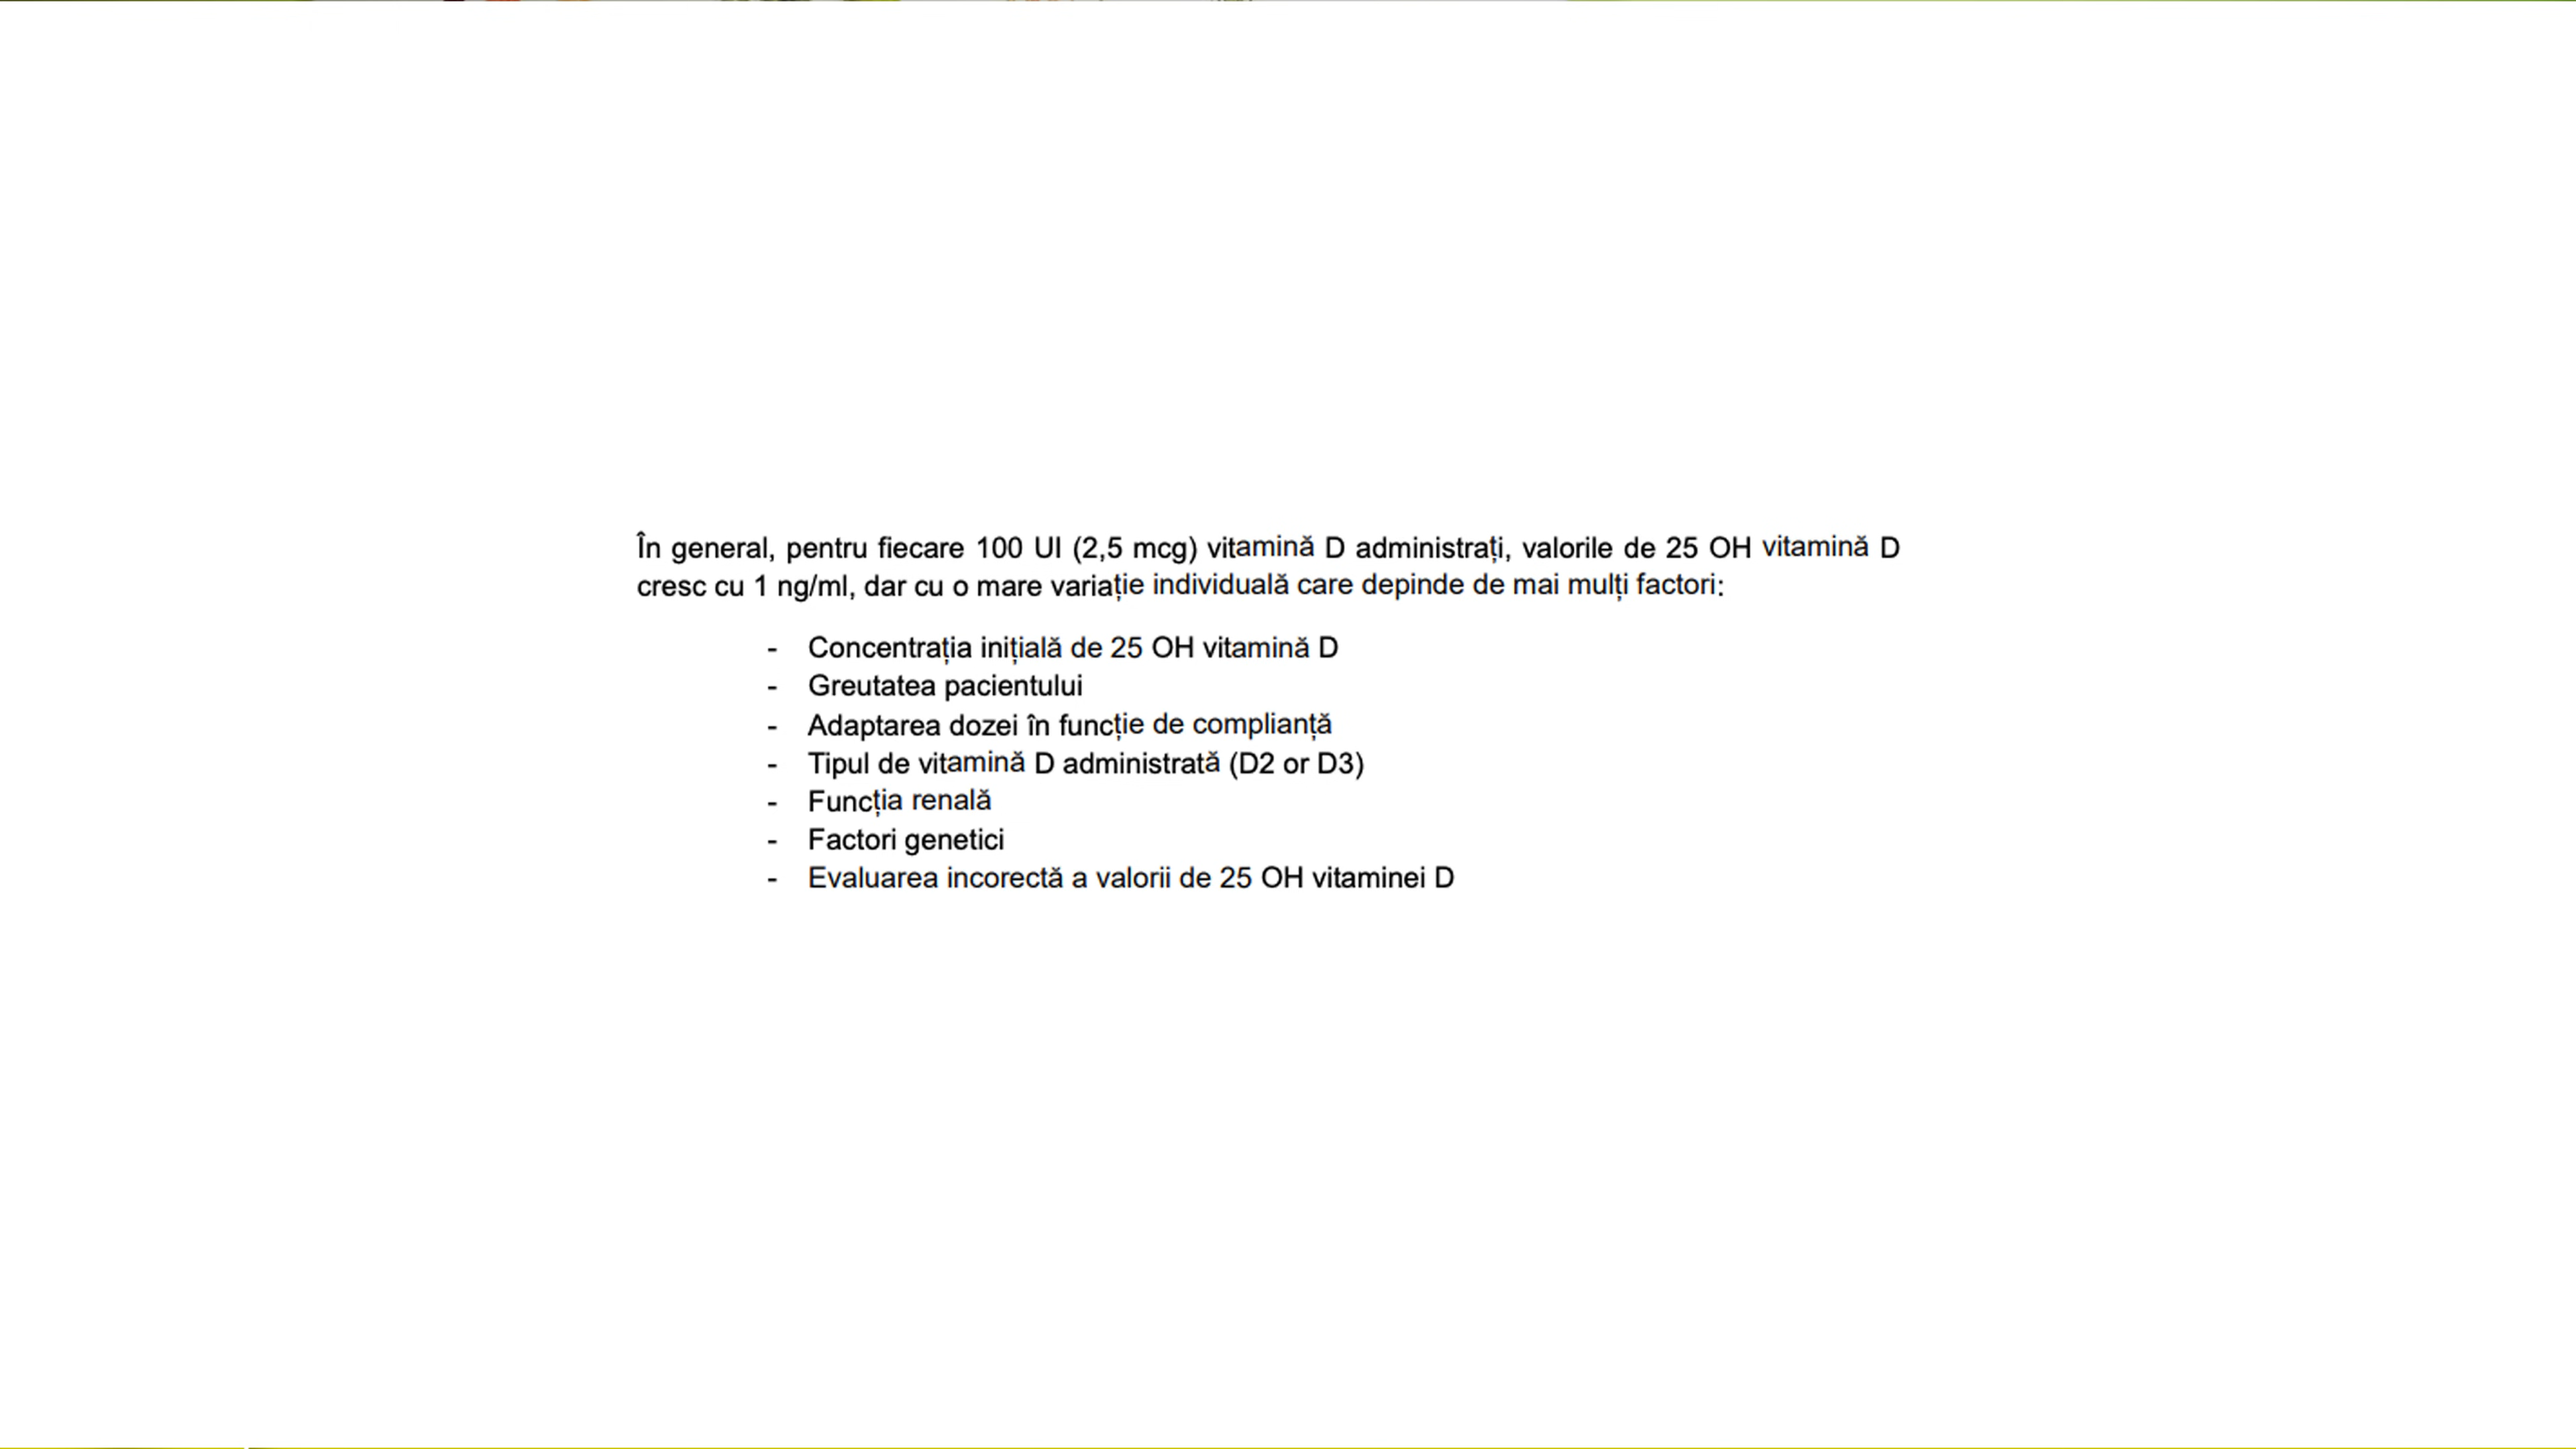 În general, pentru fiecare 100 UI (2,5 mcg) vitamină D administrați, valorile de 25 OH vitamină D
cresc cu 1 ng/ml, dar cu o mare variație individuală care depinde de mai mulți factori:
- Concentrația inițială de 25 OH vitamină D
- Greutatea pacientului
- Adaptarea dozei în funcție de complianță
- Tipul de vitamină D administrată (D2 or D3)
- Funcția renală
- Factori genetici
- Evaluarea incorectă a valorii de 25 OH vitaminei D